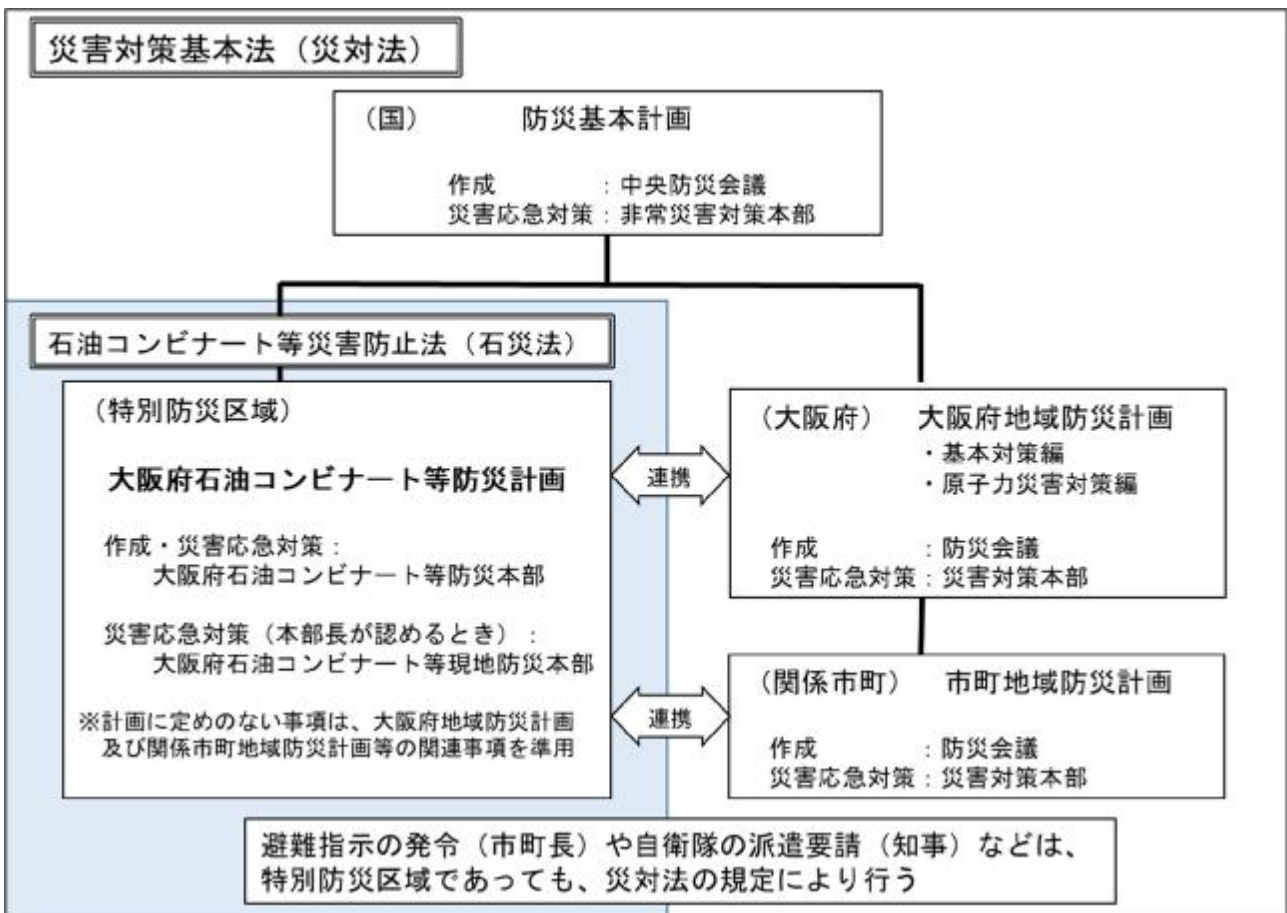 災害対策基本法（災対法）
（国）　　　防災基本計画
作成　　　　　：中央防災会議
災害応急対策：非常災害対策本部
石油コンビナート等災害防止法（石災法）
（特別防災区域）
大阪府石油コンビナート等防災計画
作成・災害応急対策：
大阪府石油コンビナート等防災本部
災害応急対策（本部長が認めるとき）：
大阪府石油コンビナート等現地防災本部
※計画に定めのない事項は、大阪府地域防災計画
及び関係市町地域防災計画等の関連事項を準用
連携
（大阪府）　大阪府地域防災計画
・基本対策編
・原子力災害対策編
作成　　　　　：防災会議
災害応急対策：災害対策本部
連携
（関係市町）　市町地域防災計画
作成　　　　　：防災会議
災害応急対策：災害対策本部
避難指示の発令（市町長）や自衛隊の派遣要請（知事）などは、
特別防災区域であっても、災対法の規定により行う